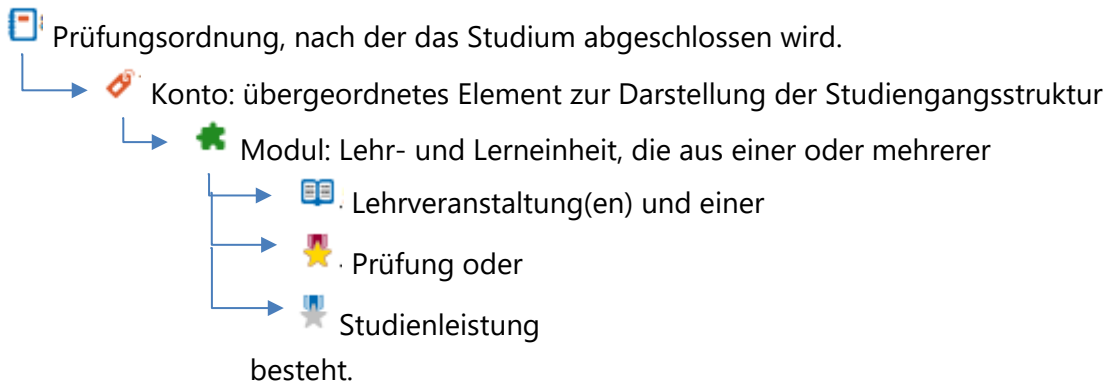 Prüfungsordnung, nach der das Studium abgeschlossen wird.
Konto: übergeordnetes Element zur Darstellung der Studiengangsstruktur
Modul: Lehr- und Lerneinheit, die aus einer oder mehrerer
Lehrveranstaltung(en) und einer
Prüfung oder
Studienleistung
besteht.